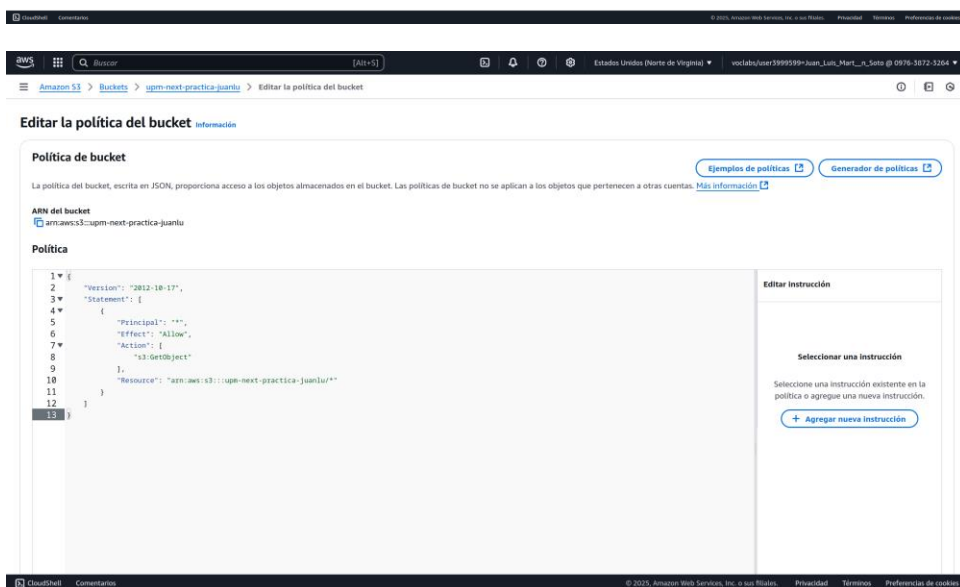 CloudShell Comentarios © 2025, Amazon Web Services, Inc. o sus filiales. Privacidad Términos Preferencias de cookies
aws Buscar [Alt+S] Estados Unidos (Norte de Virginia) ▼ voclabs/user3999599=Juan_Luis_Mart__n_Soto @ 0976-3872-3264 ▼
Amazon S3 > Buckets > upm-next-practica-juanlu > Editar la política del bucket
Editar la política del bucket Información
Política de bucket
Ejemplos de políticas Generador de políticas
La política del bucket, escrita en JSON, proporciona acceso a los objetos almacenados en el bucket. Las políticas de bucket no se aplican a los objetos que pertenecen a otras cuentas. Más información
ARN del bucket
arn:aws:s3:::upm-next-practica-juanlu
Política
1 ▼ {
2 "Version": "2012-10-17",
3 ▼ "Statement": [
4 ▼ {
5 "Principal": "*",
6 "Effect": "Allow",
7 ▼ "Action": [
8 "s3:GetObject"
9 ],
10 "Resource": "arn:aws:s3:::upm-next-practica-juanlu/*"
11 }
12 ]
13 }
Editar instrucción
Seleccionar una instrucción
Seleccione una instrucción existente en la
política o agregue una nueva instrucción.
+ Agregar nueva instrucción
CloudShell Comentarios © 2025, Amazon Web Services, Inc. o sus filiales. Privacidad Términos Preferencias de cookies